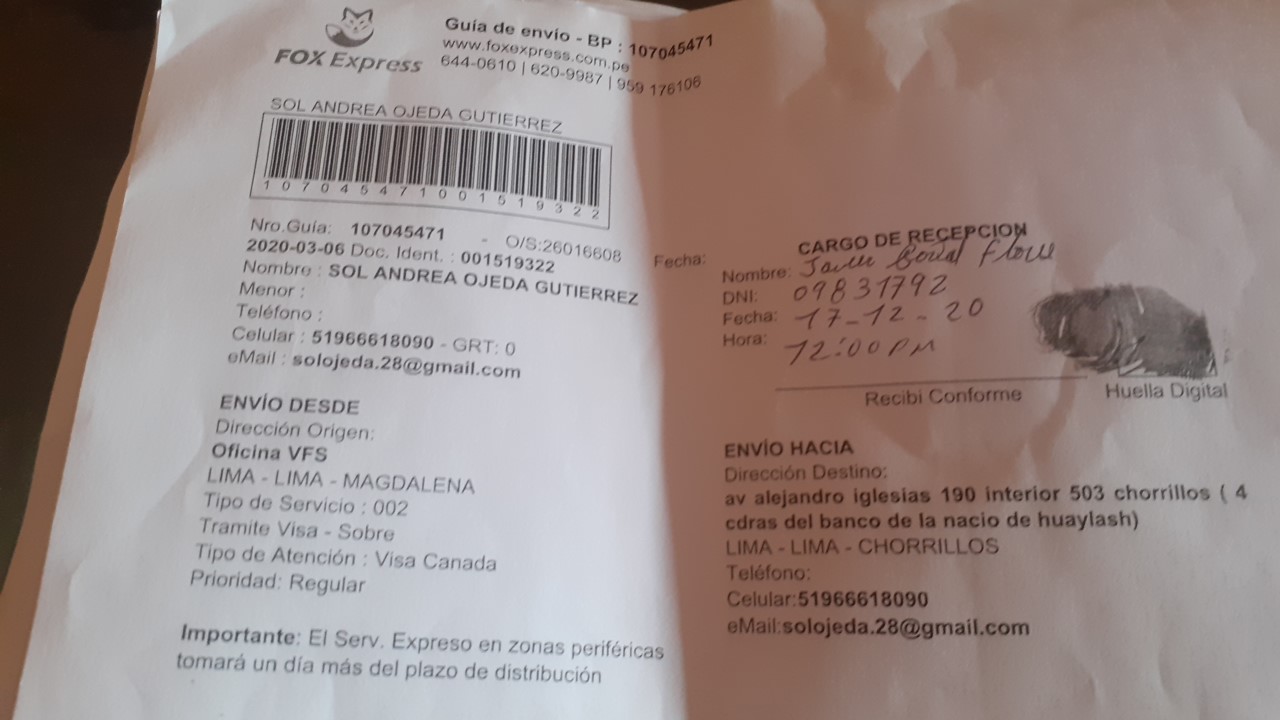 FOX Express
Guía de envío - BP : 107045471
www.foxexpress.com.pe
644-0610 | 620-9987 | 959 176106
SOL ANDREA OJEDA GUTIERREZ
107045471001519322
Nro.Guía: 107045471 - O/S:26016608
2020-03-06 Doc. Ident. : 001519322
Nombre : SOL ANDREA OJEDA GUTIERREZ
Menor :
Teléfono :
Celular : 51966618090 - GRT: 0
eMail : solojeda.28@gmail.com
ENVÍO DESDE
Dirección Origen:
Oficina VFS
LIMA - LIMA - MAGDALENA
Tipo de Servicio : 002
Tramite Visa - Sobre
Tipo de Atención : Visa Canada
Prioridad: Regular
Importante: El Serv. Expreso en zonas periféricas
tomará un día más del plazo de distribución
Fecha:
CARGO DE RECEPCION
Nombre:
DNI: 09831792
Fecha: 17-12-20
Hora: 12:00 PM
Recibi Conforme
Huella Digital
ENVÍO HACIA
Dirección Destino:
av alejandro iglesias 190 interior 503 chorrillos ( 4
cdras del banco de la nacio de huaylash)
LIMA - LIMA - CHORRILLOS
Teléfono:
Celular:51966618090
eMail:solojeda.28@gmail.com